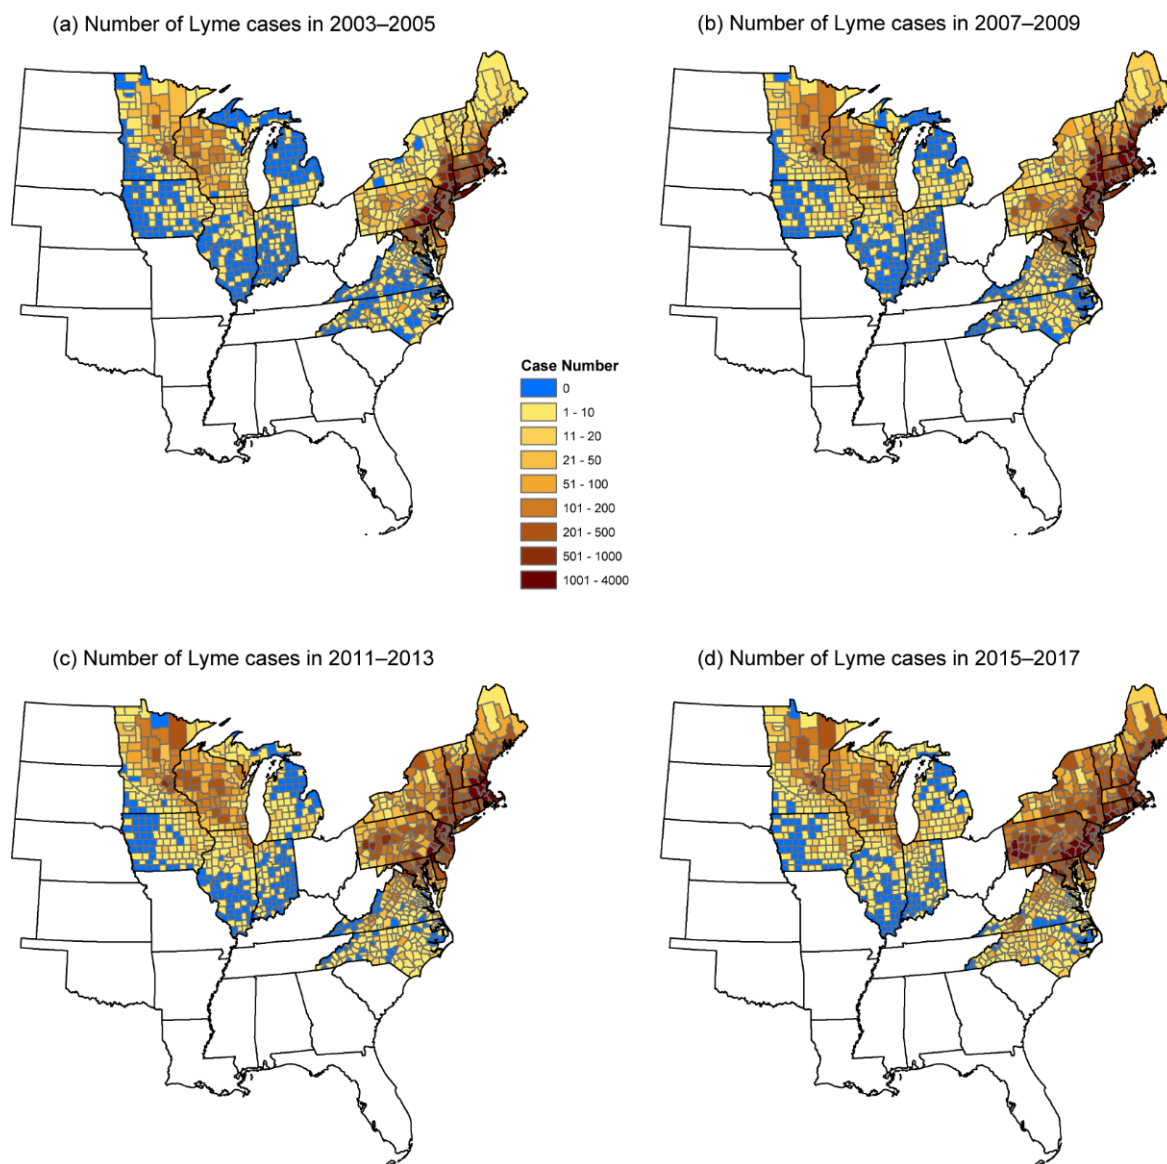 (a) Number of Lyme cases in 2003–2005
(b) Number of Lyme cases in 2007–2009
Case Number
0
1 - 10
11 - 20
21 - 50
51 - 100
101 - 200
201 - 500
501 - 1000
1001 - 4000
(c) Number of Lyme cases in 2011–2013
(d) Number of Lyme cases in 2015–2017